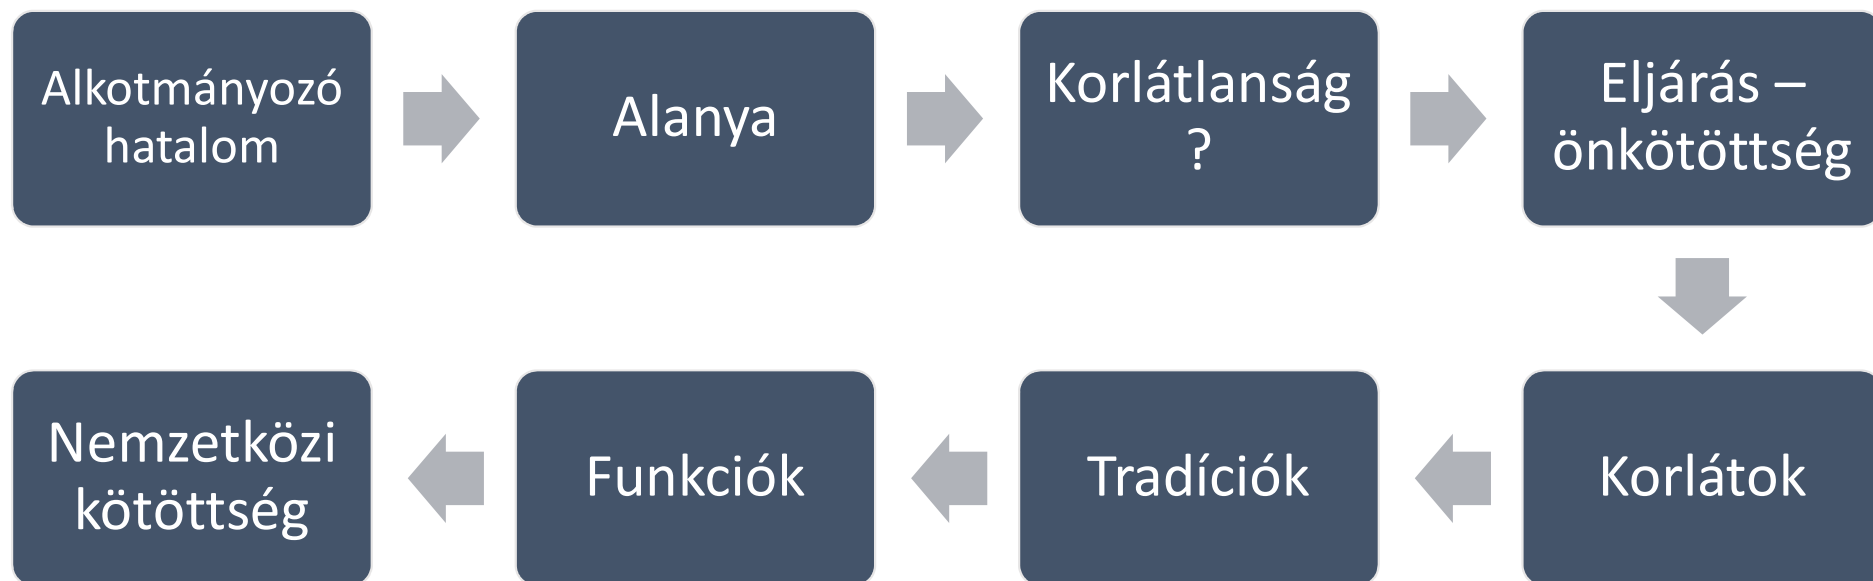 Alkotmányozó
hatalom
Alanya
Korlátlanság
?
Eljárás –
önkötöttség
Korlátok
Tradíciók
Funkciók
Nemzetközi
kötöttség